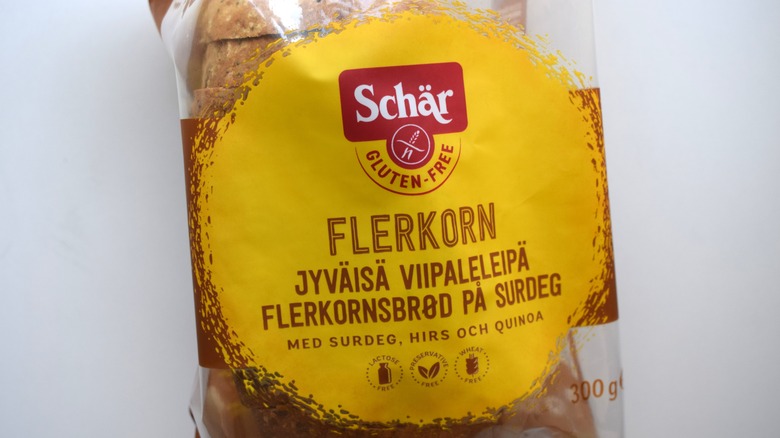 Schär
GLUTEN-FREE
FLERKORN
JYVÄISÄ VIIPALELEIPÄ
FLERKORNSBRØD PÅ SURDEG
MED SURDEG, HIRS OCH QUINOA
LACTOSE FREE
PRESERVATIVE FREE
WHEAT FREE
300 g e